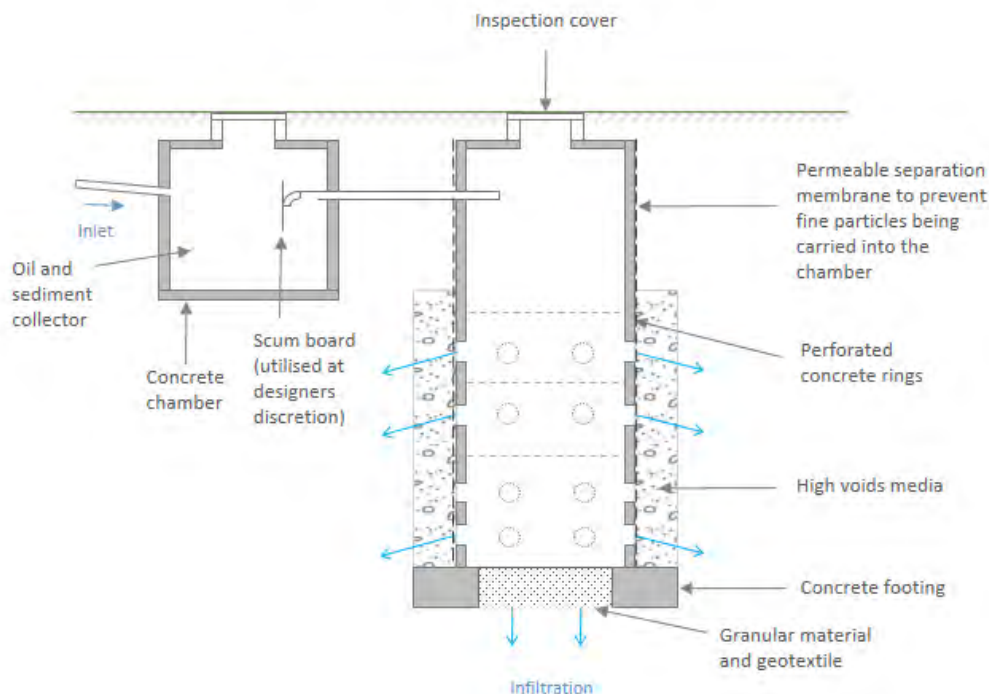 Inspection cover
Permeable separation
membrane to prevent
fine particles being
carried into the
chamber
Inlet
Oil and
sediment
collector
Concrete
chamber
Scum board
(utilised at
designers
discretion)
Perforated
concrete rings
High voids media
Concrete footing
Granular material
and geotextile
Infiltration